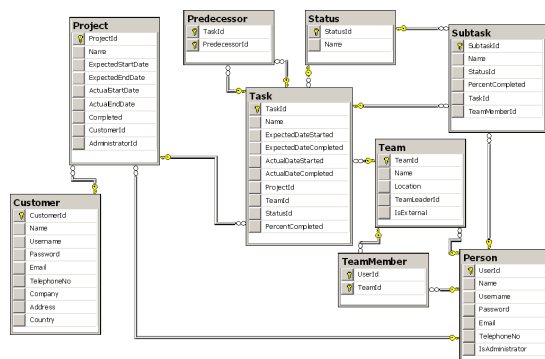 Project
ProjectId
Name
ExpectedStartDate
ExpectedEndDate
ActualStartDate
ActuaEndDate
Completed
CustomerId
AdministratorId
Predecessor
TaskId
PredecessorId
Status
StatusId
Name
Subtask
SubtaskId
Name
StatusId
PercentCompleted
TaskId
TeamMemberId
Task
TaskId
Name
ExpectedDateStarted
ExpectedDateCompleted
ActualDateStarted
ActualDateCompleted
ProjectId
TeamId
StatusId
PercentCompleted
Team
TeamId
Name
Location
TeamLeaderId
IsExternal
Customer
CustomerId
Name
Username
Password
Email
TelephoneNo
Company
Address
Country
TeamMember
UserId
TeamId
Person
UserId
Name
Username
Password
Email
TelephoneNo
IsAdministrator